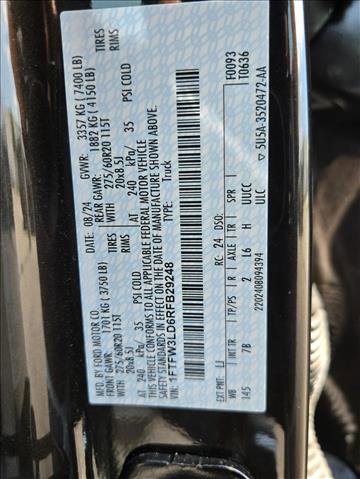 MFD. BY FORD MOTOR CO.
DATE: 08/24 GVWR: 3357 KG (7400 LB)
FRONT GAWR: 1701 KG (3750 LB) REAR GAWR: 1882 KG (4150 LB)
WITH 275/60R20 115T TIRES WITH 275/60R20 115T TIRES
20x8.5J RIMS 20x8.5J RIMS
AT 240 kPa/ 35 PSI COLD AT 240 kPa/ 35 PSI COLD
THIS VEHICLE CONFORMS TO ALL APPLICABLE FEDERAL MOTOR VEHICLE
SAFETY STANDARDS IN EFFECT ON THE DATE OF MANUFACTURE SHOWN ABOVE.
VIN: 1FTFW3LD6RFB29248
TYPE: Truck
F0093
T0636
EXT PNT: LJ RC: 24 DSO:
WB INT TR TP/PS R AXLE TR SPR
145 7B 2 L6 H UUCC
ULC
2202408094394
5U5A-3520472-AA